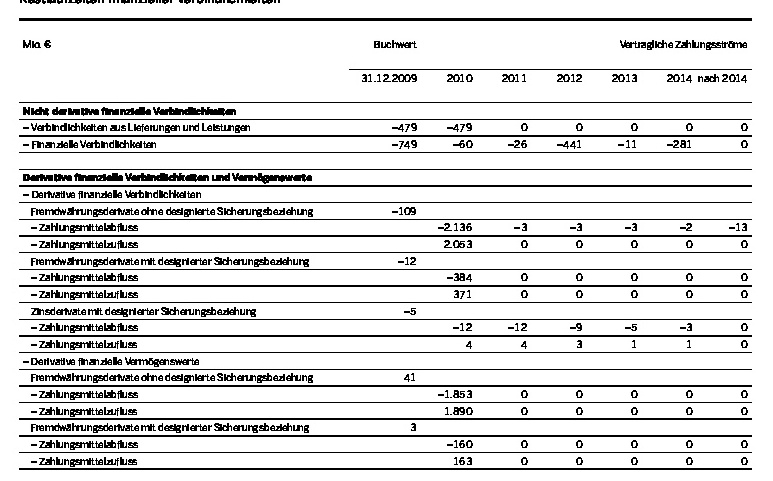 Restlaufzeiten finanzieller Verbindlichkeiten
Mio. € Buchwert Vertragliche Zahlungsströme
31.12.2009 2010 2011 2012 2013 2014 nach 2014
Nicht derivative finanzielle Verbindlichkeiten
– Verbindlichkeiten aus Lieferungen und Leistungen –479 –479 0 0 0 0 0
– Finanzielle Verbindlichkeiten –749 –60 –26 –441 –11 –281 0
Derivative finanzielle Verbindlichkeiten und Vermögenswerte
– Derivative finanzielle Verbindlichkeiten
Fremdwährungsderivate ohne designierte Sicherungsbeziehung –109
– Zahlungsmittelabfluss –2.136 –3 –3 –3 –2 –13
– Zahlungsmittelzufluss 2.053 0 0 0 0 0
Fremdwährungsderivate mit designierter Sicherungsbeziehung –12
– Zahlungsmittelabfluss –384 0 0 0 0 0
– Zahlungsmittelzufluss 371 0 0 0 0 0
Zinsderivate mit designierter Sicherungsbeziehung –5
– Zahlungsmittelabfluss –12 –12 –9 –5 –3 0
– Zahlungsmittelzufluss 4 4 3 1 1 0
– Derivative finanzielle Vermögenswerte
Fremdwährungsderivate ohne designierte Sicherungsbeziehung 41
– Zahlungsmittelabfluss –1.853 0 0 0 0 0
– Zahlungsmittelzufluss 1.890 0 0 0 0 0
Fremdwährungsderivate mit designierter Sicherungsbeziehung 3
– Zahlungsmittelabfluss –160 0 0 0 0 0
– Zahlungsmittelzufluss 163 0 0 0 0 0